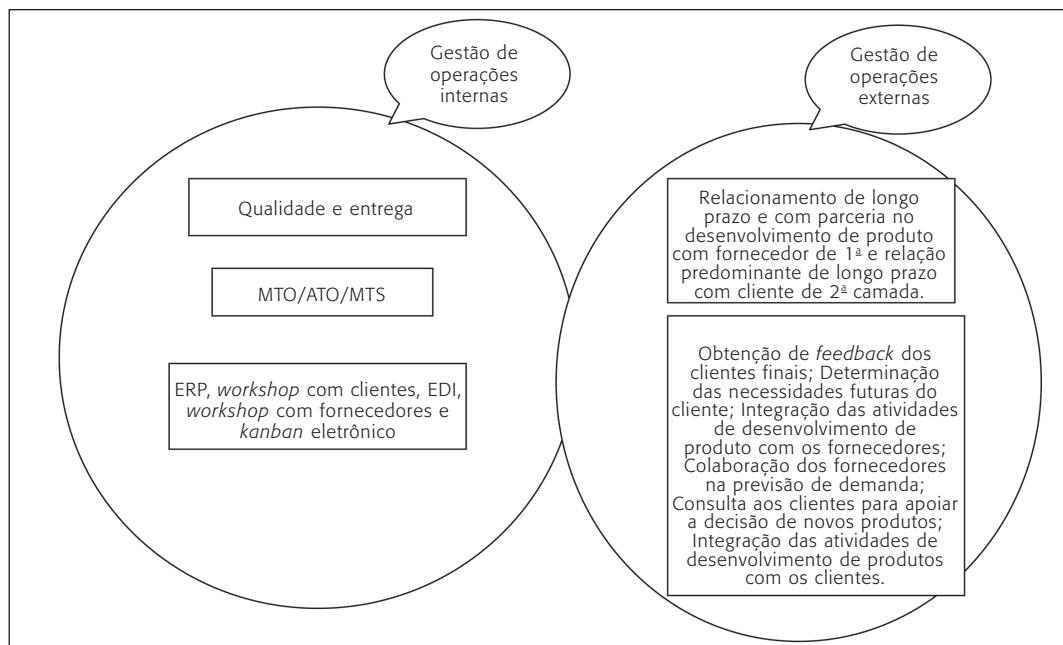 Gestão de
operações
internas
Gestão de
operações
externas
Qualidade e entrega
MTO/ATO/MTS
ERP, workshop com clientes, EDI,
workshop com fornecedores e
kanban eletrônico
Relacionamento de longo
prazo e com parceria no
desenvolvimento de produto
com fornecedor de 1ª e relação
predominante de longo prazo
com cliente de 2ª camada.
Obtenção de feedback dos
clientes finais; Determinação
das necessidades futuras do
cliente; Integração das atividades
de desenvolvimento de
produto com os fornecedores;
Colaboração dos fornecedores
na previsão de demanda;
Consulta aos clientes para apoiar
a decisão de novos produtos;
Integração das atividades de
desenvolvimento de produtos
com os clientes.